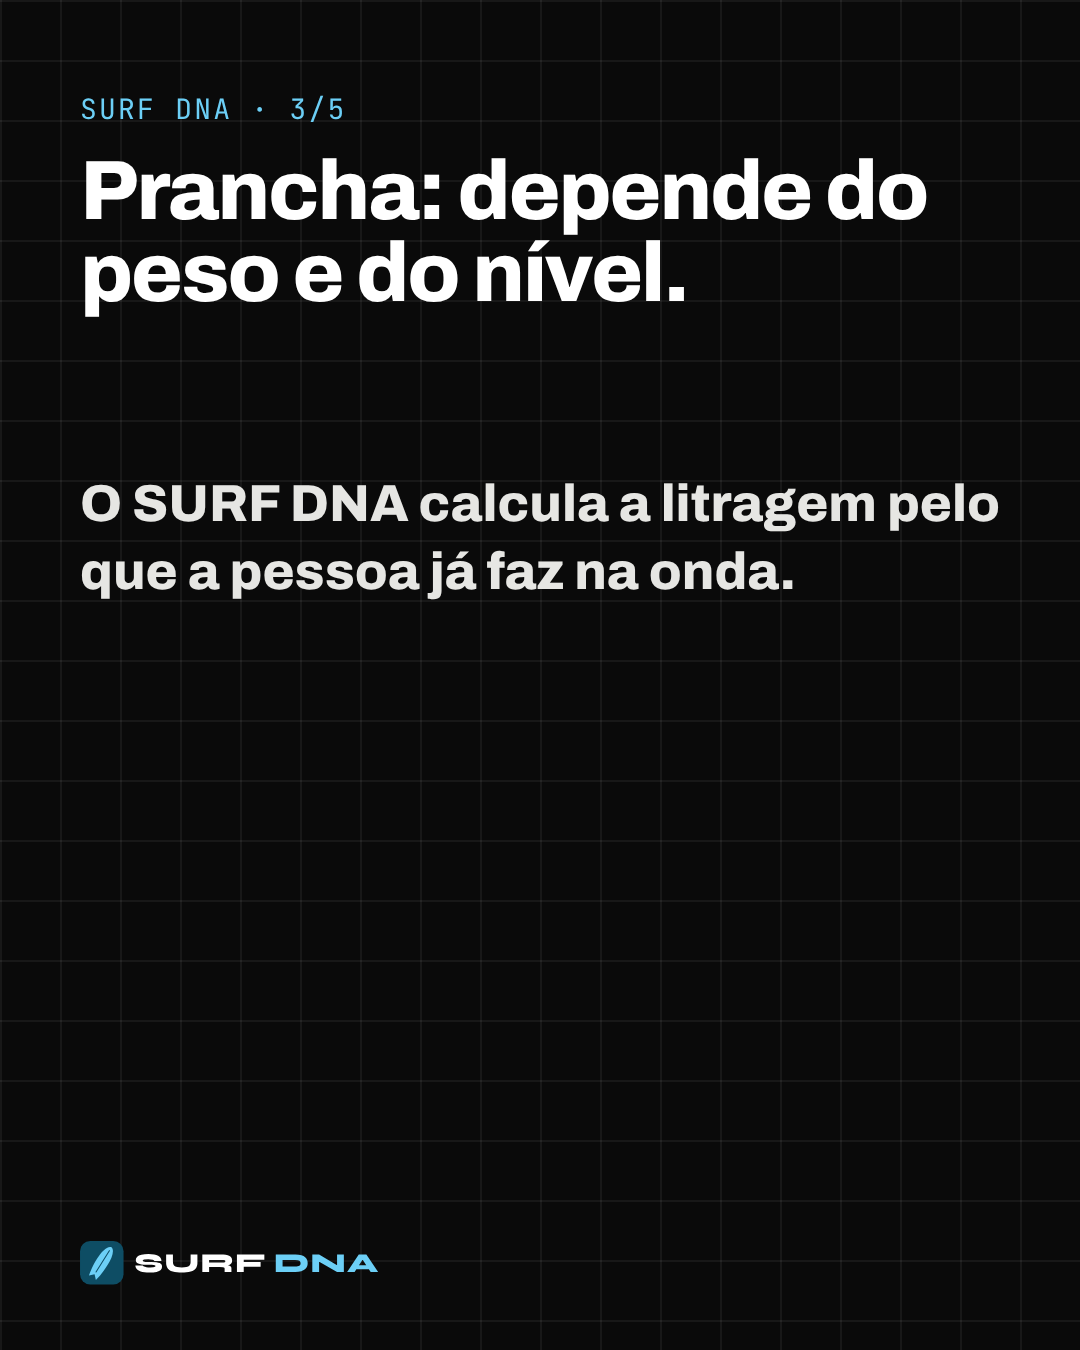 SURF DNA · 3/5
Prancha: depende do
peso e do nível.
O SURF DNA calcula a litragem pelo
que a pessoa já faz na onda.
SURF DNA